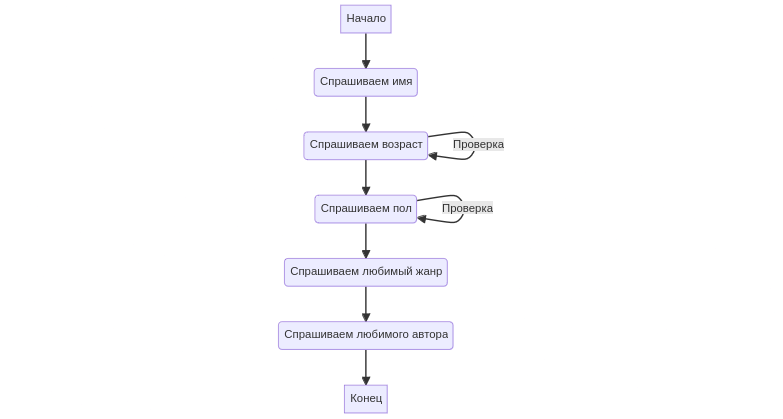 Начало
Спрашиваем имя
Спрашиваем возраст
Проверка
Спрашиваем пол
Проверка
Спрашиваем любимый жанр
Спрашиваем любимого автора
Конец